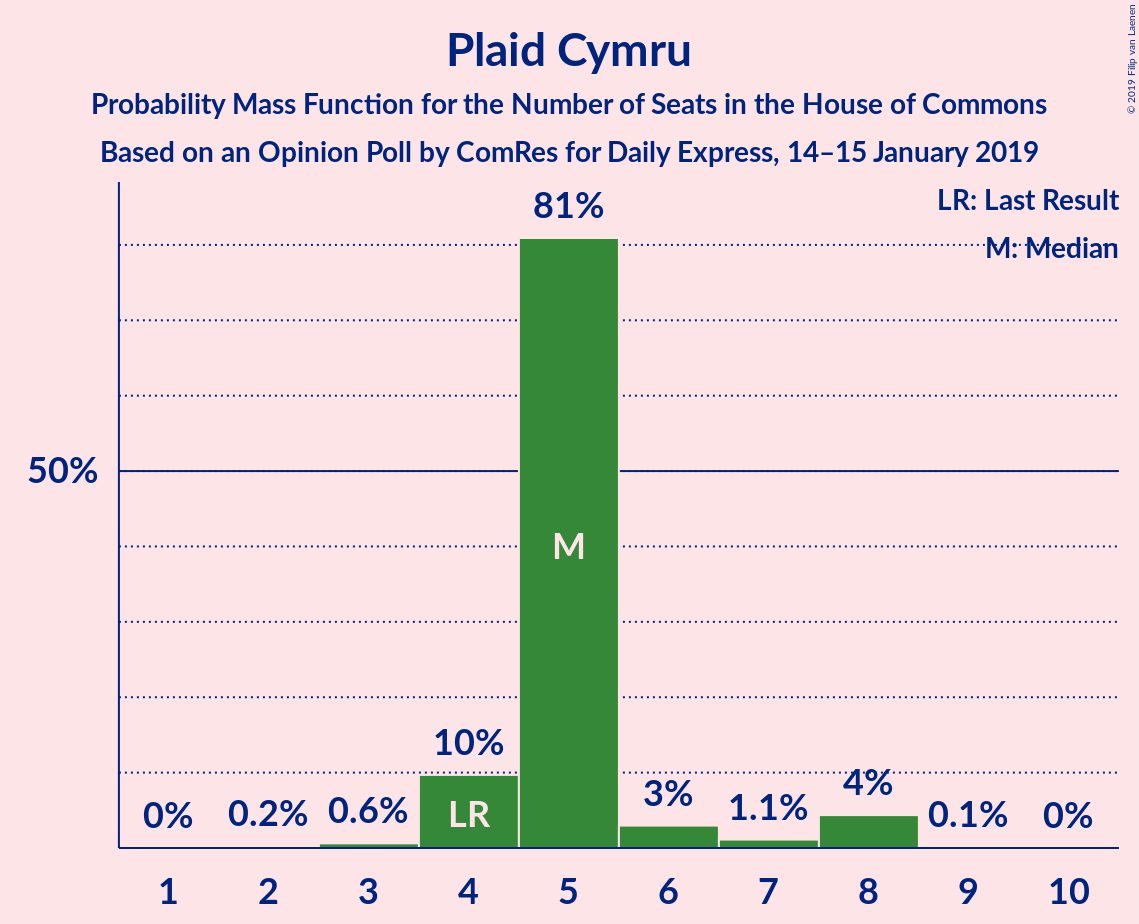 Plaid Cymru
Probability Mass Function for the Number of Seats in the House of Commons
Based on an Opinion Poll by ComRes for Daily Express, 14–15 January 2019
© 2019 Filip van Laenen
LR: Last Result
M: Median
81%
50%
M
10%
LR
0%
0.2%
0.6%
3%
1.1%
4%
0.1%
0%
1 2 3 4 5 6 7 8 9 10